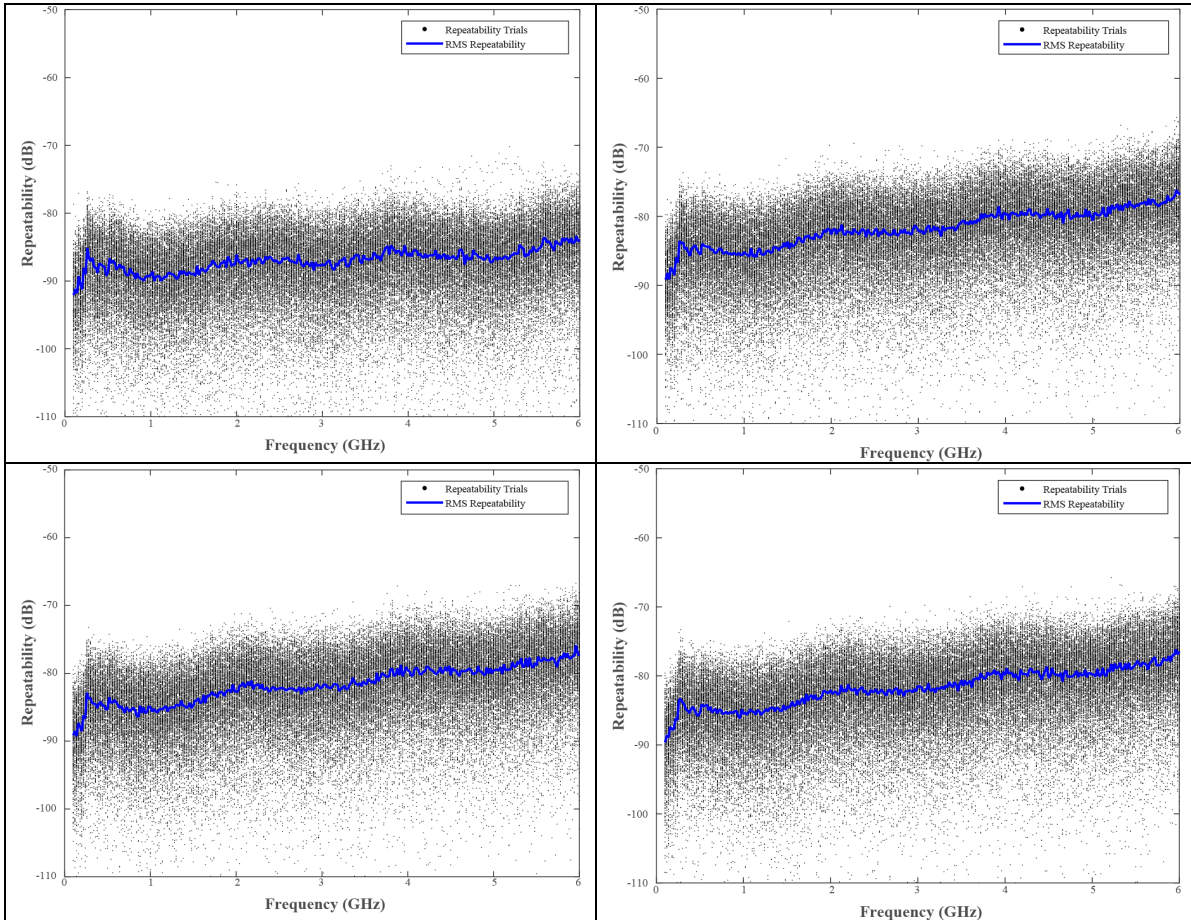 -50
Repeatability Trials
RMS Repeatability
-60
-70
Repeatability (dB)
-80
-90
-100
-110
0 1 2 3 4 5 6
Frequency (GHz)
-50
Repeatability Trials
RMS Repeatability
-60
-70
Repeatability (dB)
-80
-90
-100
-110
0 1 2 3 4 5 6
Frequency (GHz)
-50
Repeatability Trials
RMS Repeatability
-60
-70
Repeatability (dB)
-80
-90
-100
-110
0 1 2 3 4 5 6
Frequency (GHz)
-50
Repeatability Trials
RMS Repeatability
-60
-70
Repeatability (dB)
-80
-90
-100
-110
0 1 2 3 4 5 6
Frequency (GHz)